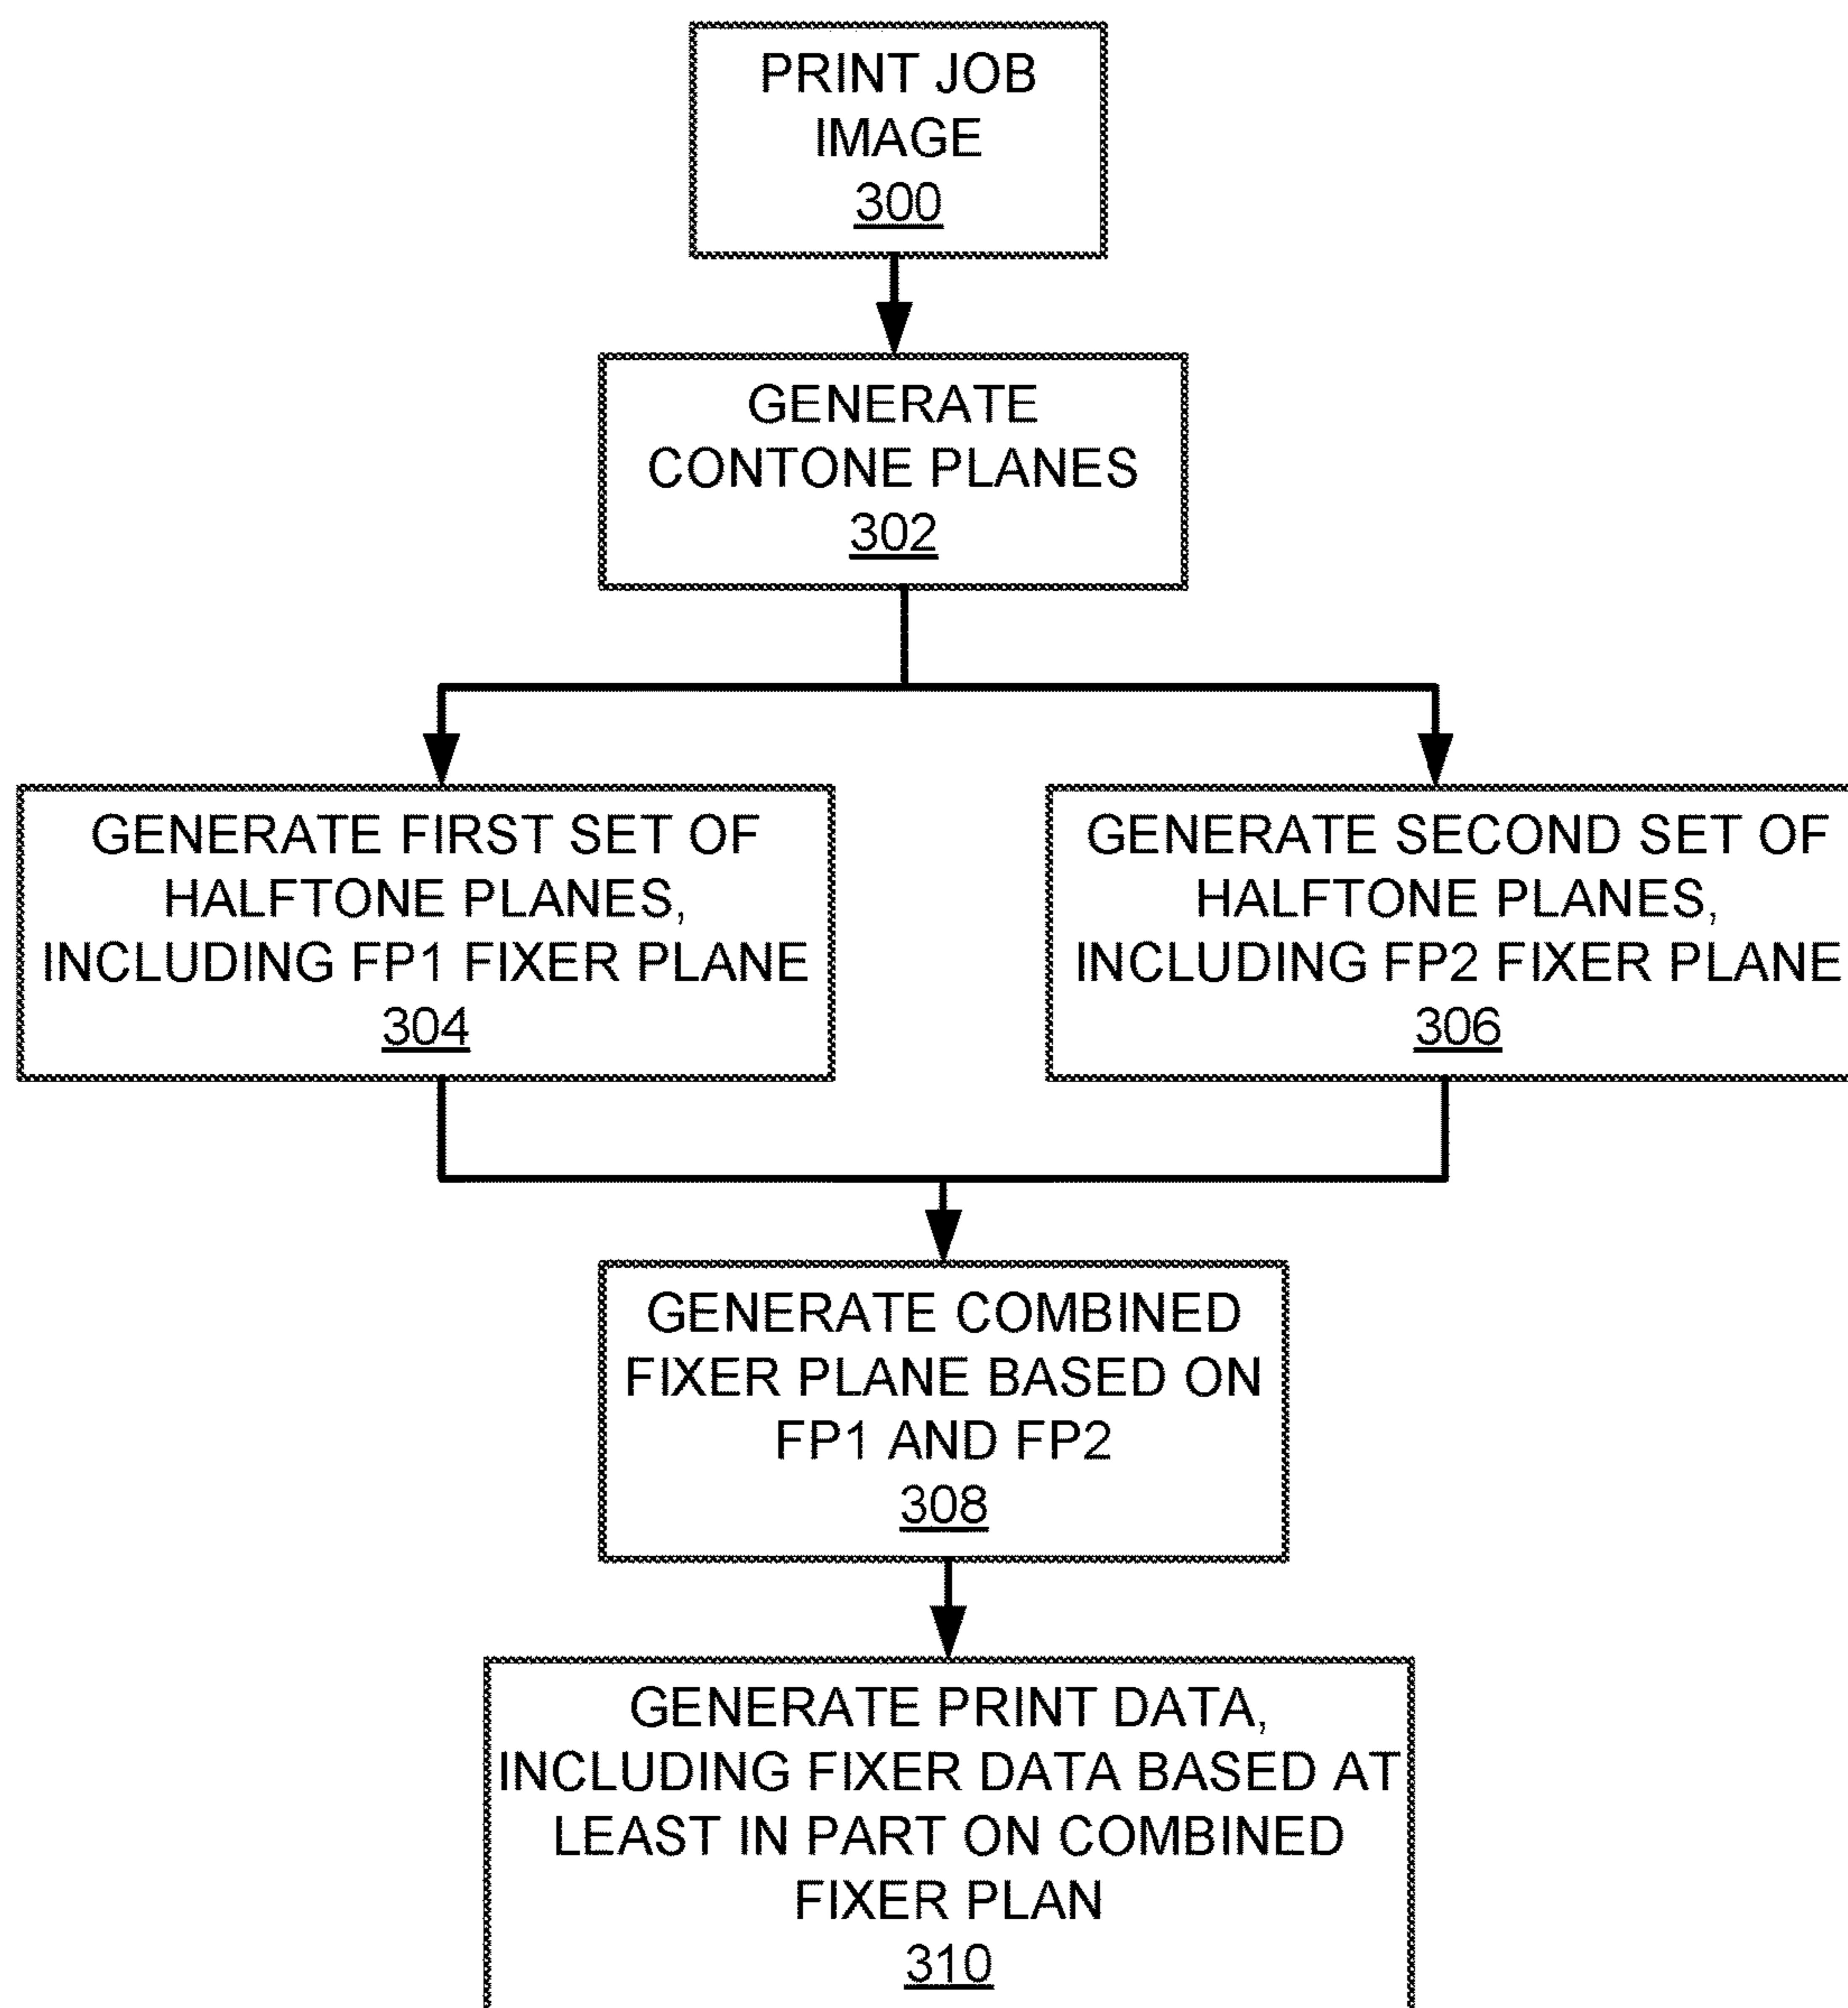 PRINT JOB
IMAGE
300
GENERATE
CONTONE PLANES
302
GENERATE FIRST SET OF
HALFTONE PLANES,
INCLUDING FP1 FIXER PLANE
304
GENERATE SECOND SET OF
HALFTONE PLANES,
INCLUDING FP2 FIXER PLANE
306
GENERATE COMBINED
FIXER PLANE BASED ON
FP1 AND FP2
308
GENERATE PRINT DATA,
INCLUDING FIXER DATA BASED AT
LEAST IN PART ON COMBINED
FIXER PLAN
310